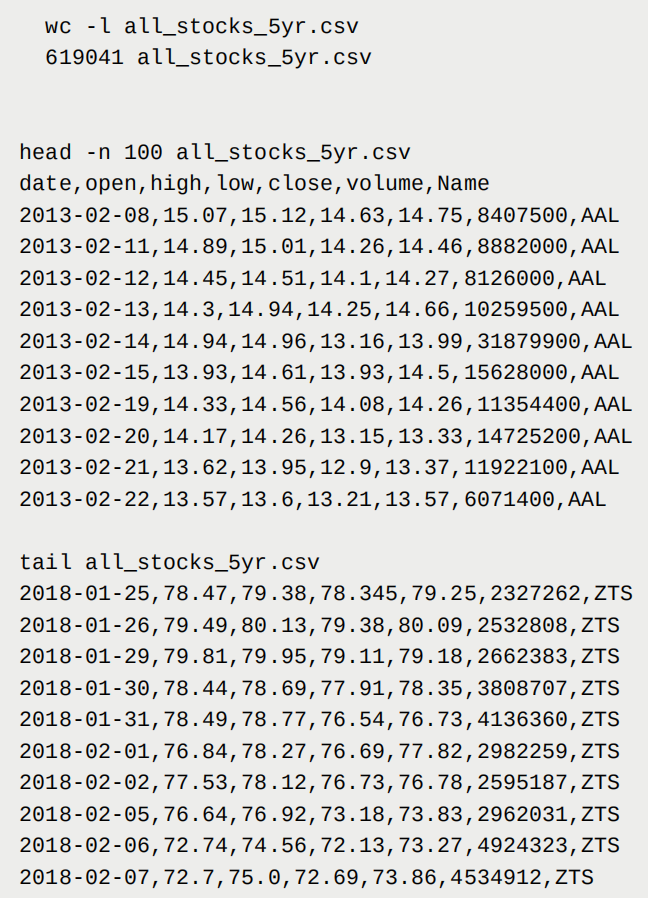 wc -l all_stocks_5yr.csv
619041 all_stocks_5yr.csv
head -n 100 all_stocks_5yr.csv
date,open,high,low,close,volume,Name
2013-02-08,15.07,15.12,14.63,14.75,8407500,AAL
2013-02-11,14.89,15.01,14.26,14.46,8882000,AAL
2013-02-12,14.45,14.51,14.1,14.27,8126000,AAL
2013-02-13,14.3,14.94,14.25,14.66,10259500,AAL
2013-02-14,14.94,14.96,13.16,13.99,31879900,AAL
2013-02-15,13.93,14.61,13.93,14.5,15628000,AAL
2013-02-19,14.33,14.56,14.08,14.26,11354400,AAL
2013-02-20,14.17,14.26,13.15,13.33,14725200,AAL
2013-02-21,13.62,13.95,12.9,13.37,11922100,AAL
2013-02-22,13.57,13.6,13.21,13.57,6071400,AAL
tail all_stocks_5yr.csv
2018-01-25,78.47,79.38,78.345,79.25,2327262,ZTS
2018-01-26,79.49,80.13,79.38,80.09,2532808,ZTS
2018-01-29,79.81,79.95,79.11,79.18,2662383,ZTS
2018-01-30,78.44,78.69,77.91,78.35,3808707,ZTS
2018-01-31,78.49,78.77,76.54,76.73,4136360,ZTS
2018-02-01,76.84,78.27,76.69,77.82,2982259,ZTS
2018-02-02,77.53,78.12,76.73,76.78,2595187,ZTS
2018-02-05,76.64,76.92,73.18,73.83,2962031,ZTS
2018-02-06,72.74,74.56,72.13,73.27,4924323,ZTS
2018-02-07,72.7,75.0,72.69,73.86,4534912,ZTS